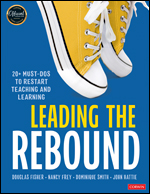 20+ MUST-DOS
TO RESTART
TEACHING AND
LEARNING
LEADING THE
REBOUND
DOUGLAS FISHER · NANCY FREY · DOMINIQUE SMITH · JOHN HATTIE
CORWIN